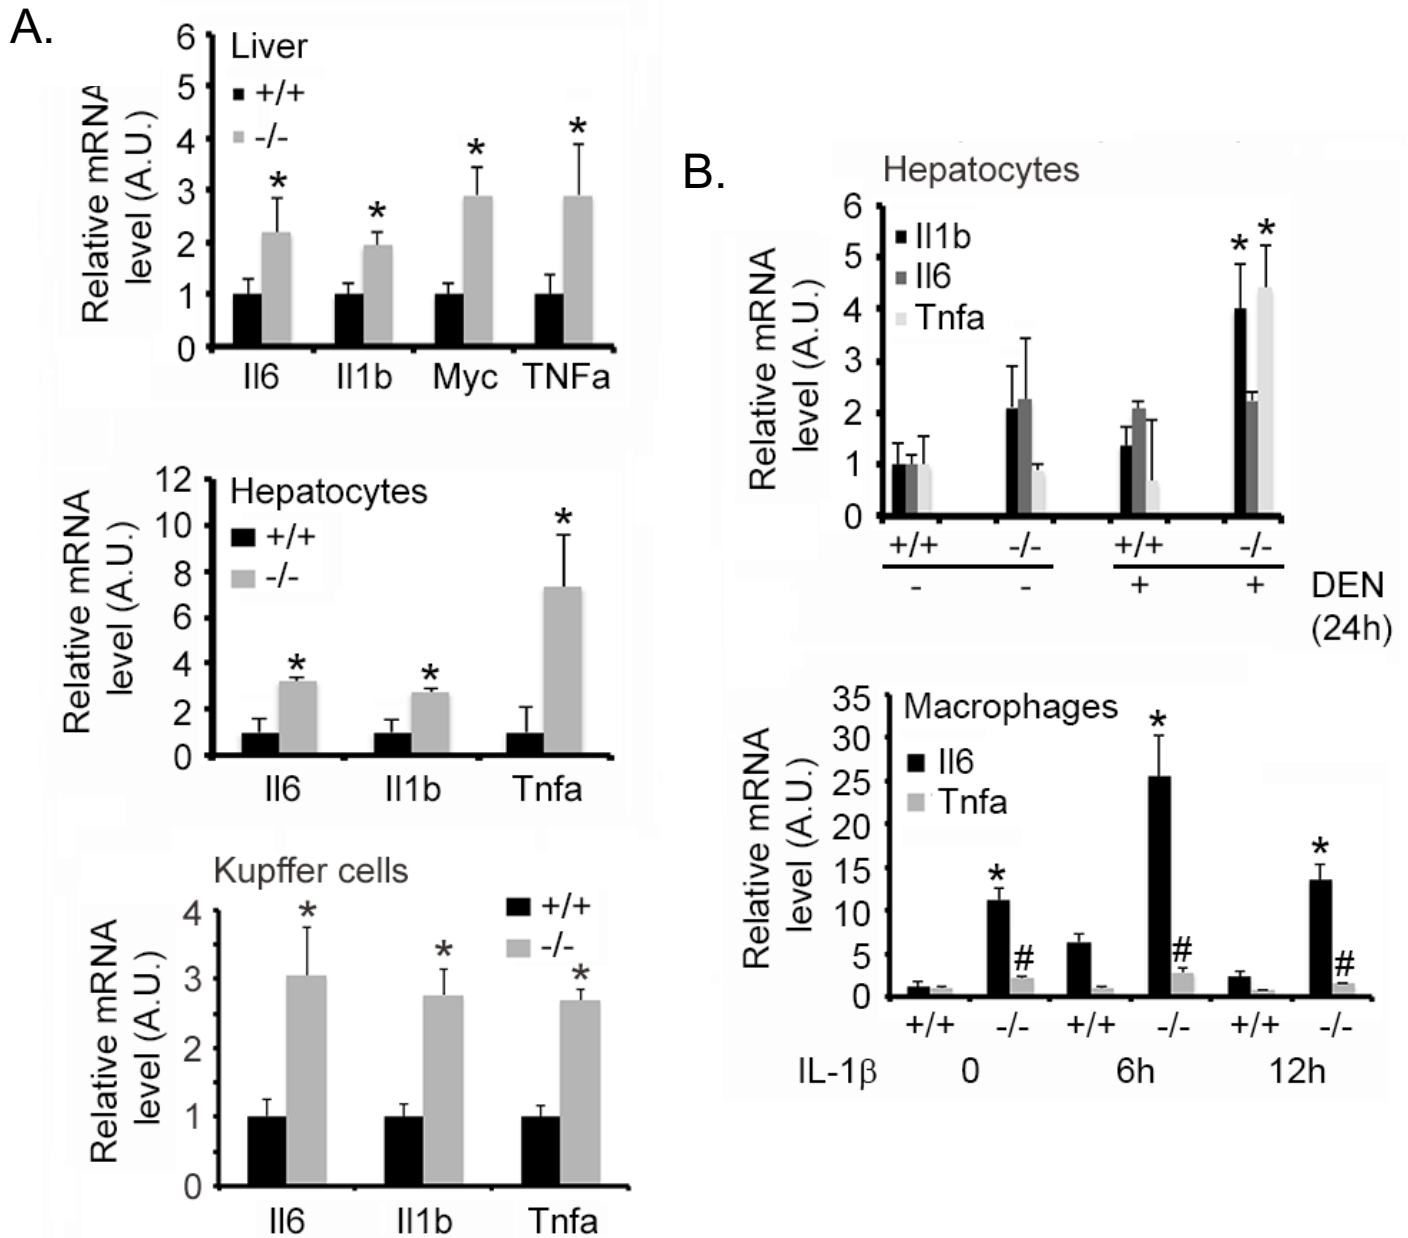 A.
Liver
+/+
-/-
Relative mRNA
level (A.U.)
6
5
4
3
2
1
0
*
*
*
*
Il6 Il1b Myc TNFa
Hepatocytes
+/+
-/-
Relative mRNA
level (A.U.)
12
10
8
6
4
2
0
*
*
*
Il6 Il1b Tnfa
Kupffer cells
+/+
-/-
Relative mRNA
level (A.U.)
4
3
2
1
0
*
*
*
Il6 Il1b Tnfa
B.
Hepatocytes
Il1b
Il6
Tnfa
Relative mRNA
level (A.U.)
6
5
4
3
2
1
0
* *
+/+ -/- +/+ -/-
- - + + DEN
(24h)
Macrophages
Il6
Tnfa
Relative mRNA
level (A.U.)
35
30
25
20
15
10
5
0
* # * # * #
+/+ -/- +/+ -/- +/+ -/-
IL-1β 0 6h 12h